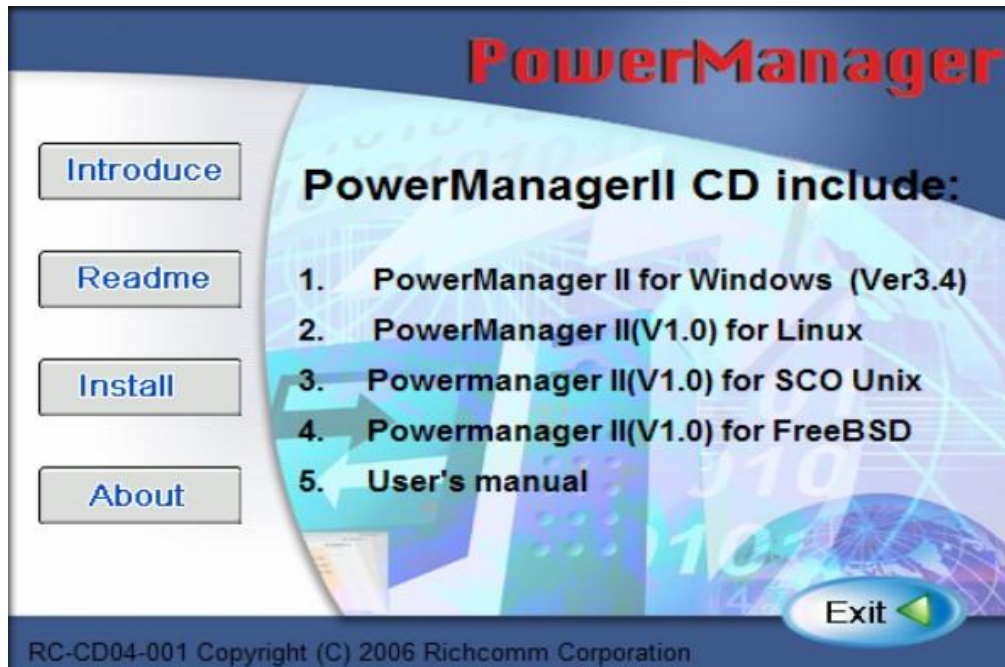 PowerManager
Introduce
Readme
Install
About
PowerManagerII CD include:
1. PowerManager II for Windows (Ver3.4)
2. PowerManager II(V1.0) for Linux
3. Powermanager II(V1.0) for SCO Unix
4. Powermanager II(V1.0) for FreeBSD
5. User's manual
Exit
RC-CD04-001 Copyright (C) 2006 Richcomm Corporation